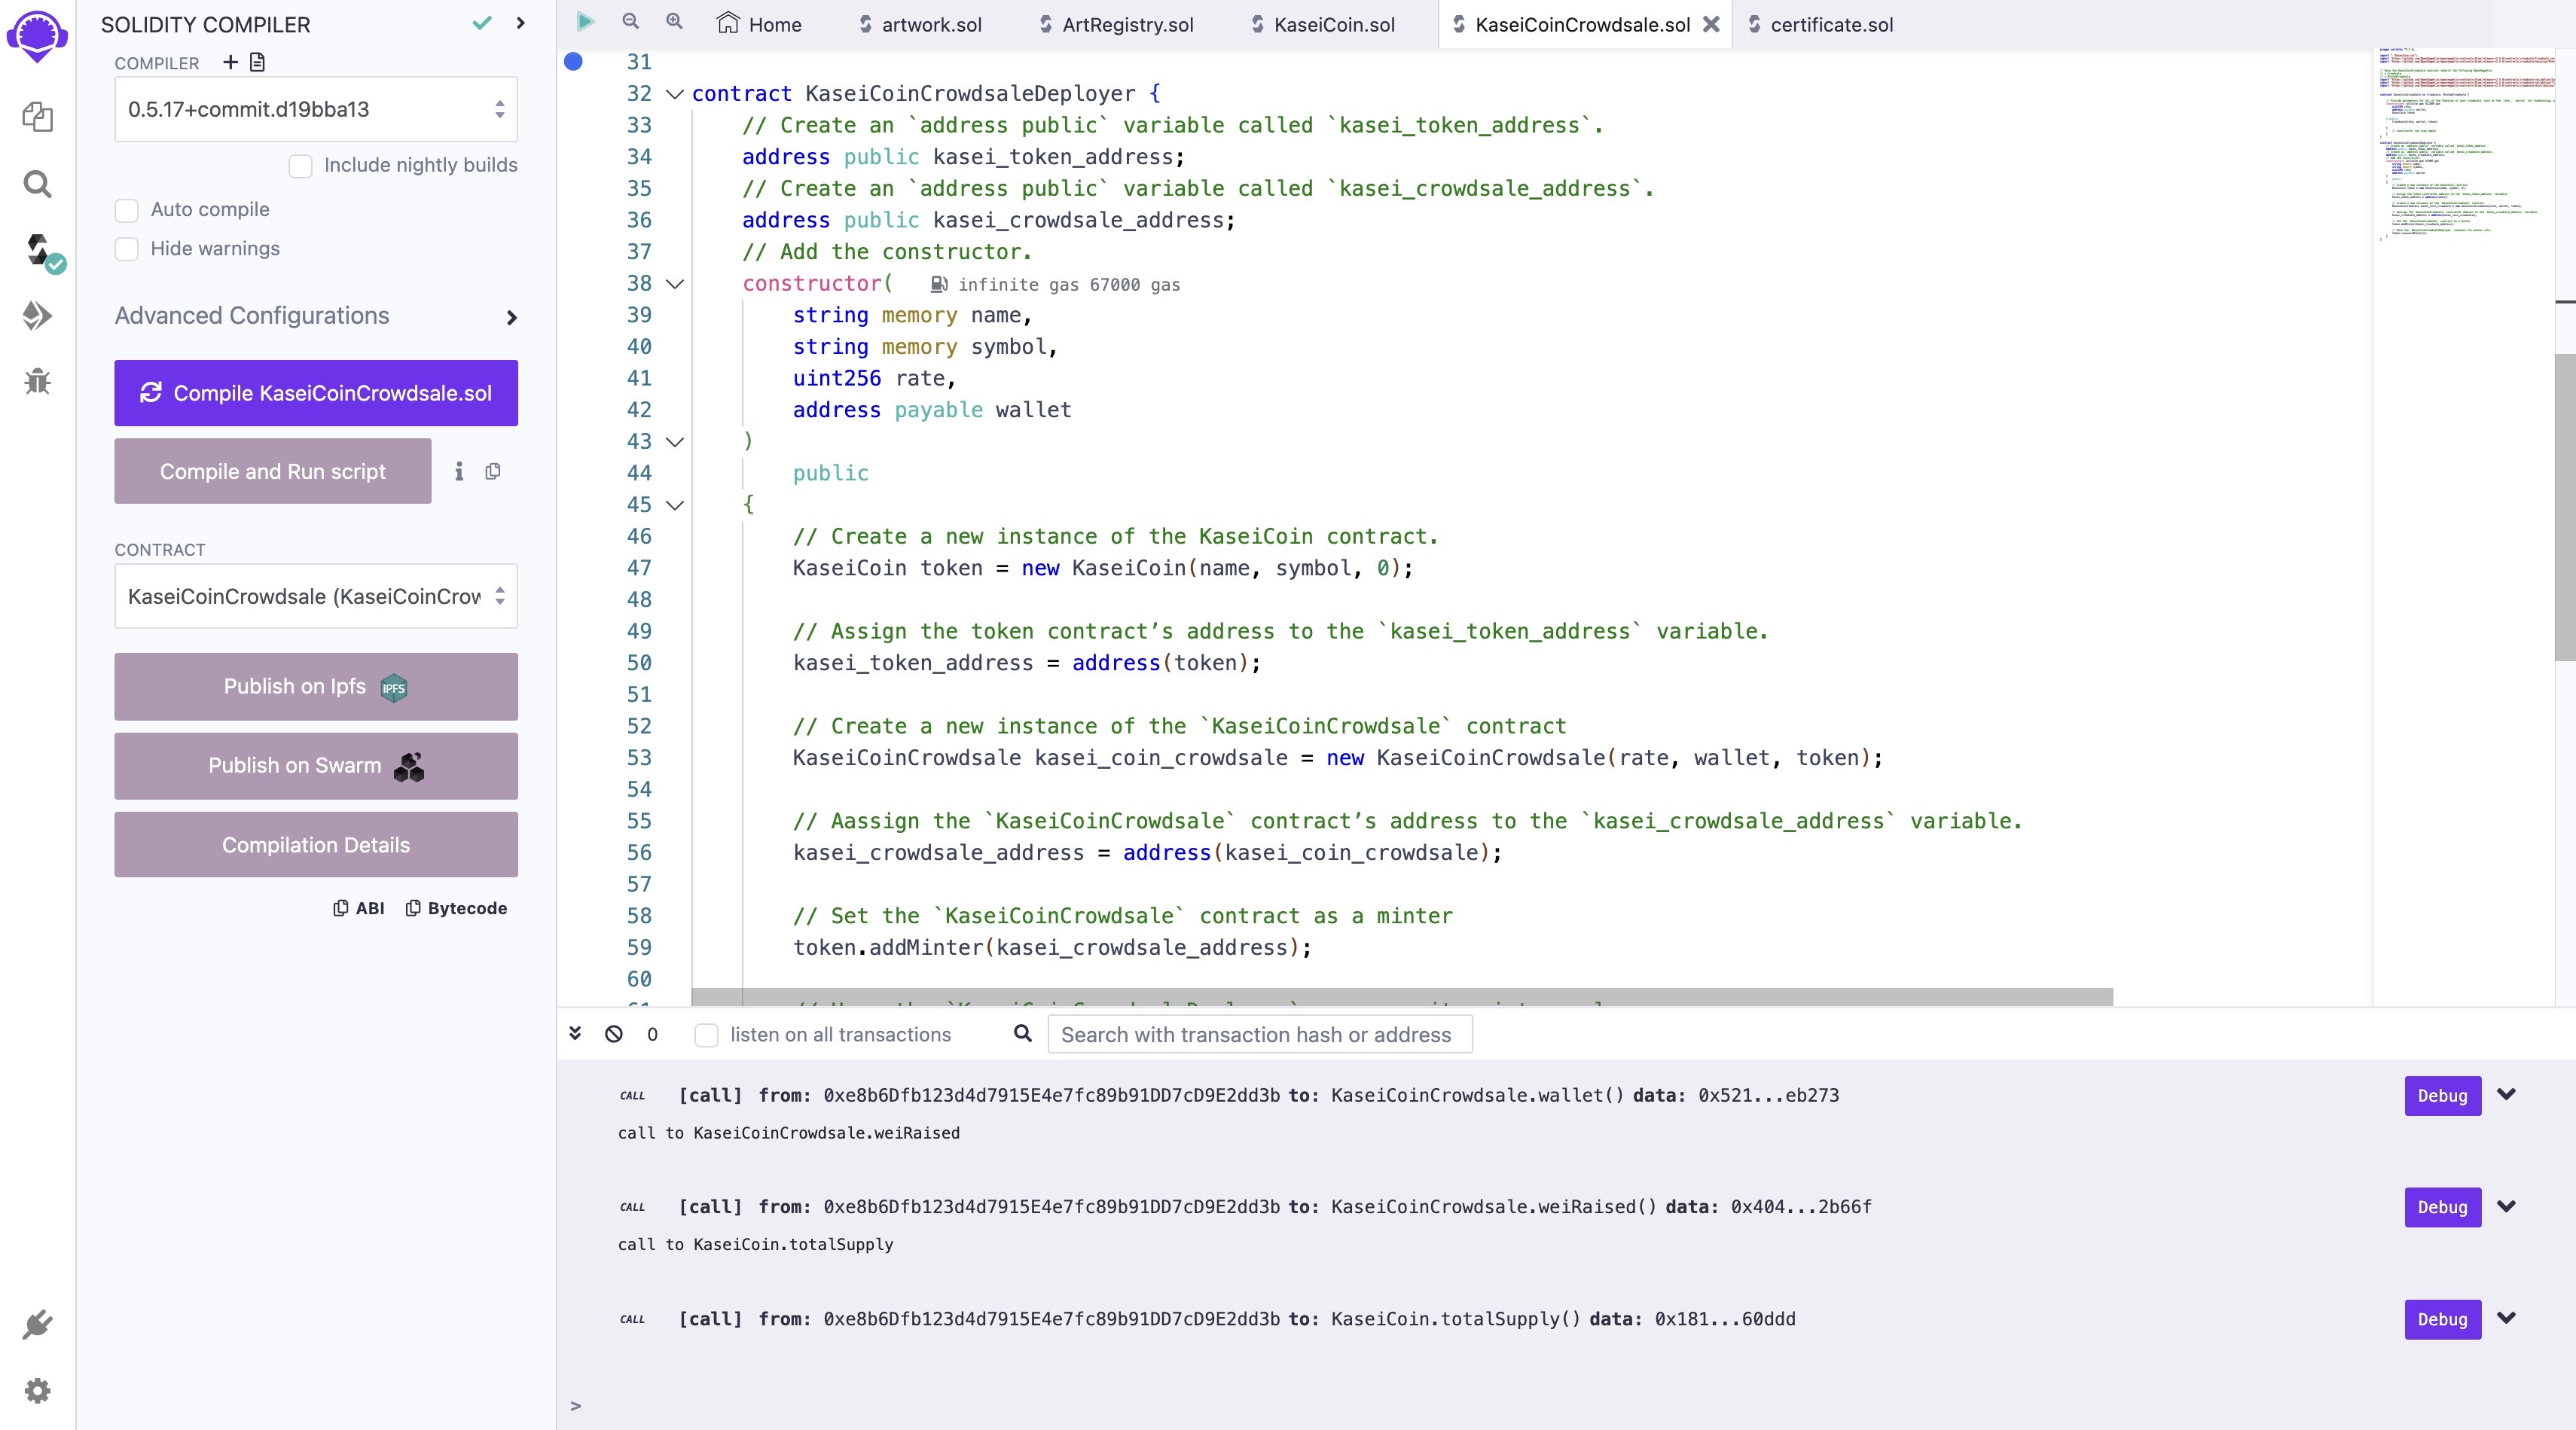 SOLIDITY COMPILER
COMPILER
0.5.17+commit.d19bba13
Include nightly builds
Auto compile
Hide warnings
Advanced Configurations
Compile KaseiCoinCrowdsale.sol
Compile and Run script
CONTRACT
KaseiCoinCrowdsale (KaseiCoinCrow
Publish on Ipfs IPFS
Publish on Swarm
Compilation Details
ABI Bytecode
Home artwork.sol ArtRegistry.sol KaseiCoin.sol KaseiCoinCrowdsale.sol certificate.sol
31
32 contract KaseiCoinCrowdsaleDeployer {
33 // Create an `address public` variable called `kasei_token_address`.
34 address public kasei_token_address;
35 // Create an `address public` variable called `kasei_crowdsale_address`.
36 address public kasei_crowdsale_address;
37 // Add the constructor.
38 constructor( infinite gas 67000 gas
39 string memory name,
40 string memory symbol,
41 uint256 rate,
42 address payable wallet
43 )
44 public
45 {
46 // Create a new instance of the KaseiCoin contract.
47 KaseiCoin token = new KaseiCoin(name, symbol, 0);
48
49 // Assign the token contract’s address to the `kasei_token_address` variable.
50 kasei_token_address = address(token);
51
52 // Create a new instance of the `KaseiCoinCrowdsale` contract
53 KaseiCoinCrowdsale kasei_coin_crowdsale = new KaseiCoinCrowdsale(rate, wallet, token);
54
55 // Aassign the `KaseiCoinCrowdsale` contract’s address to the `kasei_crowdsale_address` variable.
56 kasei_crowdsale_address = address(kasei_coin_crowdsale);
57
58 // Set the `KaseiCoinCrowdsale` contract as a minter
59 token.addMinter(kasei_crowdsale_address);
60
0 listen on all transactions Search with transaction hash or address
CALL [call] from: 0xe8b6Dfb123d4d7915E4e7fc89b91DD7cD9E2dd3b to: KaseiCoinCrowdsale.wallet() data: 0x521...eb273 Debug
call to KaseiCoinCrowdsale.weiRaised
CALL [call] from: 0xe8b6Dfb123d4d7915E4e7fc89b91DD7cD9E2dd3b to: KaseiCoinCrowdsale.weiRaised() data: 0x404...2b66f Debug
call to KaseiCoin.totalSupply
CALL [call] from: 0xe8b6Dfb123d4d7915E4e7fc89b91DD7cD9E2dd3b to: KaseiCoin.totalSupply() data: 0x181...60ddd Debug
>